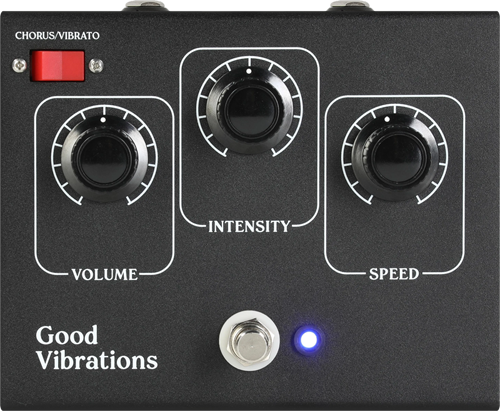 CHORUS/VIBRATO
INTENSITY
VOLUME
SPEED
Good
Vibrations